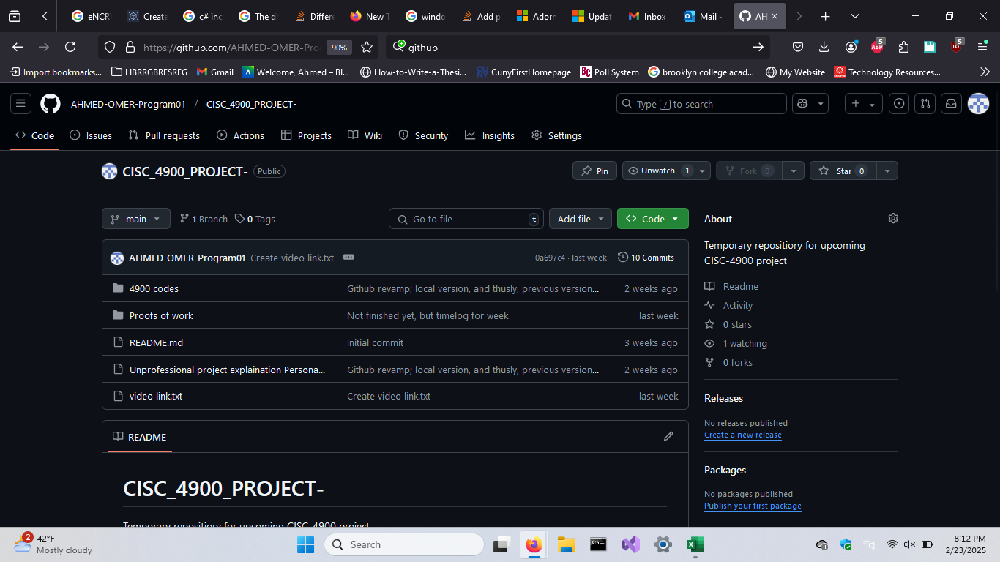 eNCRY
Create
c# inc
The di
Differe
New T
windo
Add p
Adorn
Updat
Inbox
Mail -
AH
https://github.com/AHMED-OMER-Pro
90%
github
5
5
Import bookmarks...
HBRRGBRESREG
Gmail
Welcome, Ahmed – Bl...
How-to-Write-a-Thesi...
CunyFirstHomepage
Poll System
brooklyn college acad...
My Website
Technology Resources...
AHMED-OMER-Program01 / CISC_4900_PROJECT-
Type / to search
Code
Issues
Pull requests
Actions
Projects
Wiki
Security
Insights
Settings
CISC_4900_PROJECT- Public
Pin
Unwatch 1
Fork 0
Star 0
main
1 Branch
0 Tags
Go to file t
Add file
Code
AHMED-OMER-Program01 Create video link.txt
0a697c4 · last week
10 Commits
4900 codes Github revamp; local version, and thusly, previous version... 2 weeks ago
Proofs of work Not finished yet, but timelog for week last week
README.md Initial commit 3 weeks ago
Unprofessional project explaination Persona... Github revamp; local version, and thusly, previous version... 2 weeks ago
video link.txt Create video link.txt last week
README
CISC_4900_PROJECT-
Temporary repositiory for upcoming CISC-4900 project
About
Temporary repositiory for upcoming
CISC-4900 project
Readme
Activity
0 stars
1 watching
0 forks
Releases
No releases published
Create a new release
Packages
No packages published
Publish your first package
2
42°F
Mostly cloudy
Search
8:12 PM
2/23/2025